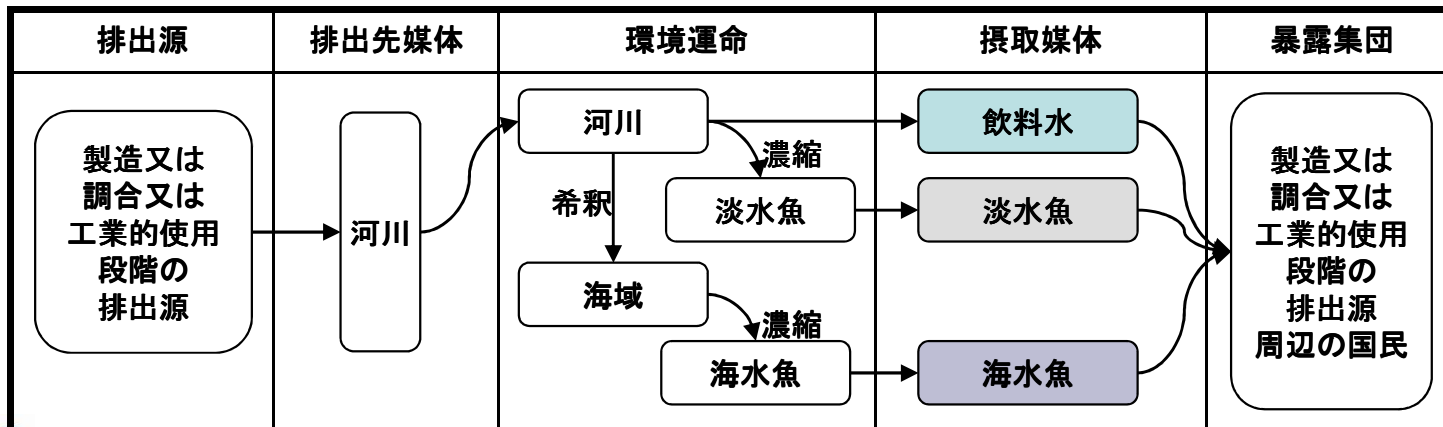 排出源
排出先媒体
環境運命
摂取媒体
暴露集団
製造又は
調合又は
工業的使用
段階の
排出源
河川
河川
濃縮
淡水魚
希釈
海域
濃縮
海水魚
飲料水
淡水魚
海水魚
製造又は
調合又は
工業的使用
段階の
排出源
周辺の国民